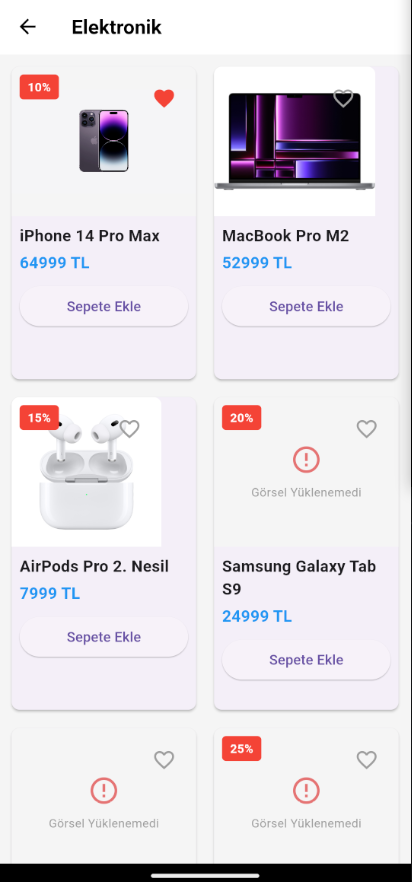 Elektronik
10%
iPhone 14 Pro Max
64999 TL
Sepete Ekle
MacBook Pro M2
52999 TL
Sepete Ekle
15%
AirPods Pro 2. Nesil
7999 TL
Sepete Ekle
20%
Görsel Yüklenemedi
Samsung Galaxy Tab
S9
24999 TL
Sepete Ekle
Görsel Yüklenemedi
25%
Görsel Yüklenemedi